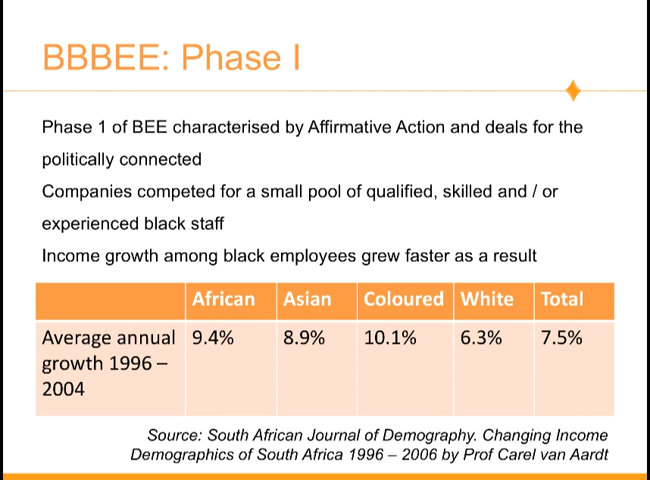 BBBEE: Phase I
Phase 1 of BEE characterised by Affirmative Action and deals for the
politically connected
Companies competed for a small pool of qualified, skilled and / or
experienced black staff
Income growth among black employees grew faster as a result
African Asian Coloured White Total
Average annual 9.4% 8.9% 10.1% 6.3% 7.5%
growth 1996 –
2004
Source: South African Journal of Demography. Changing Income
Demographics of South Africa 1996 – 2006 by Prof Carel van Aardt